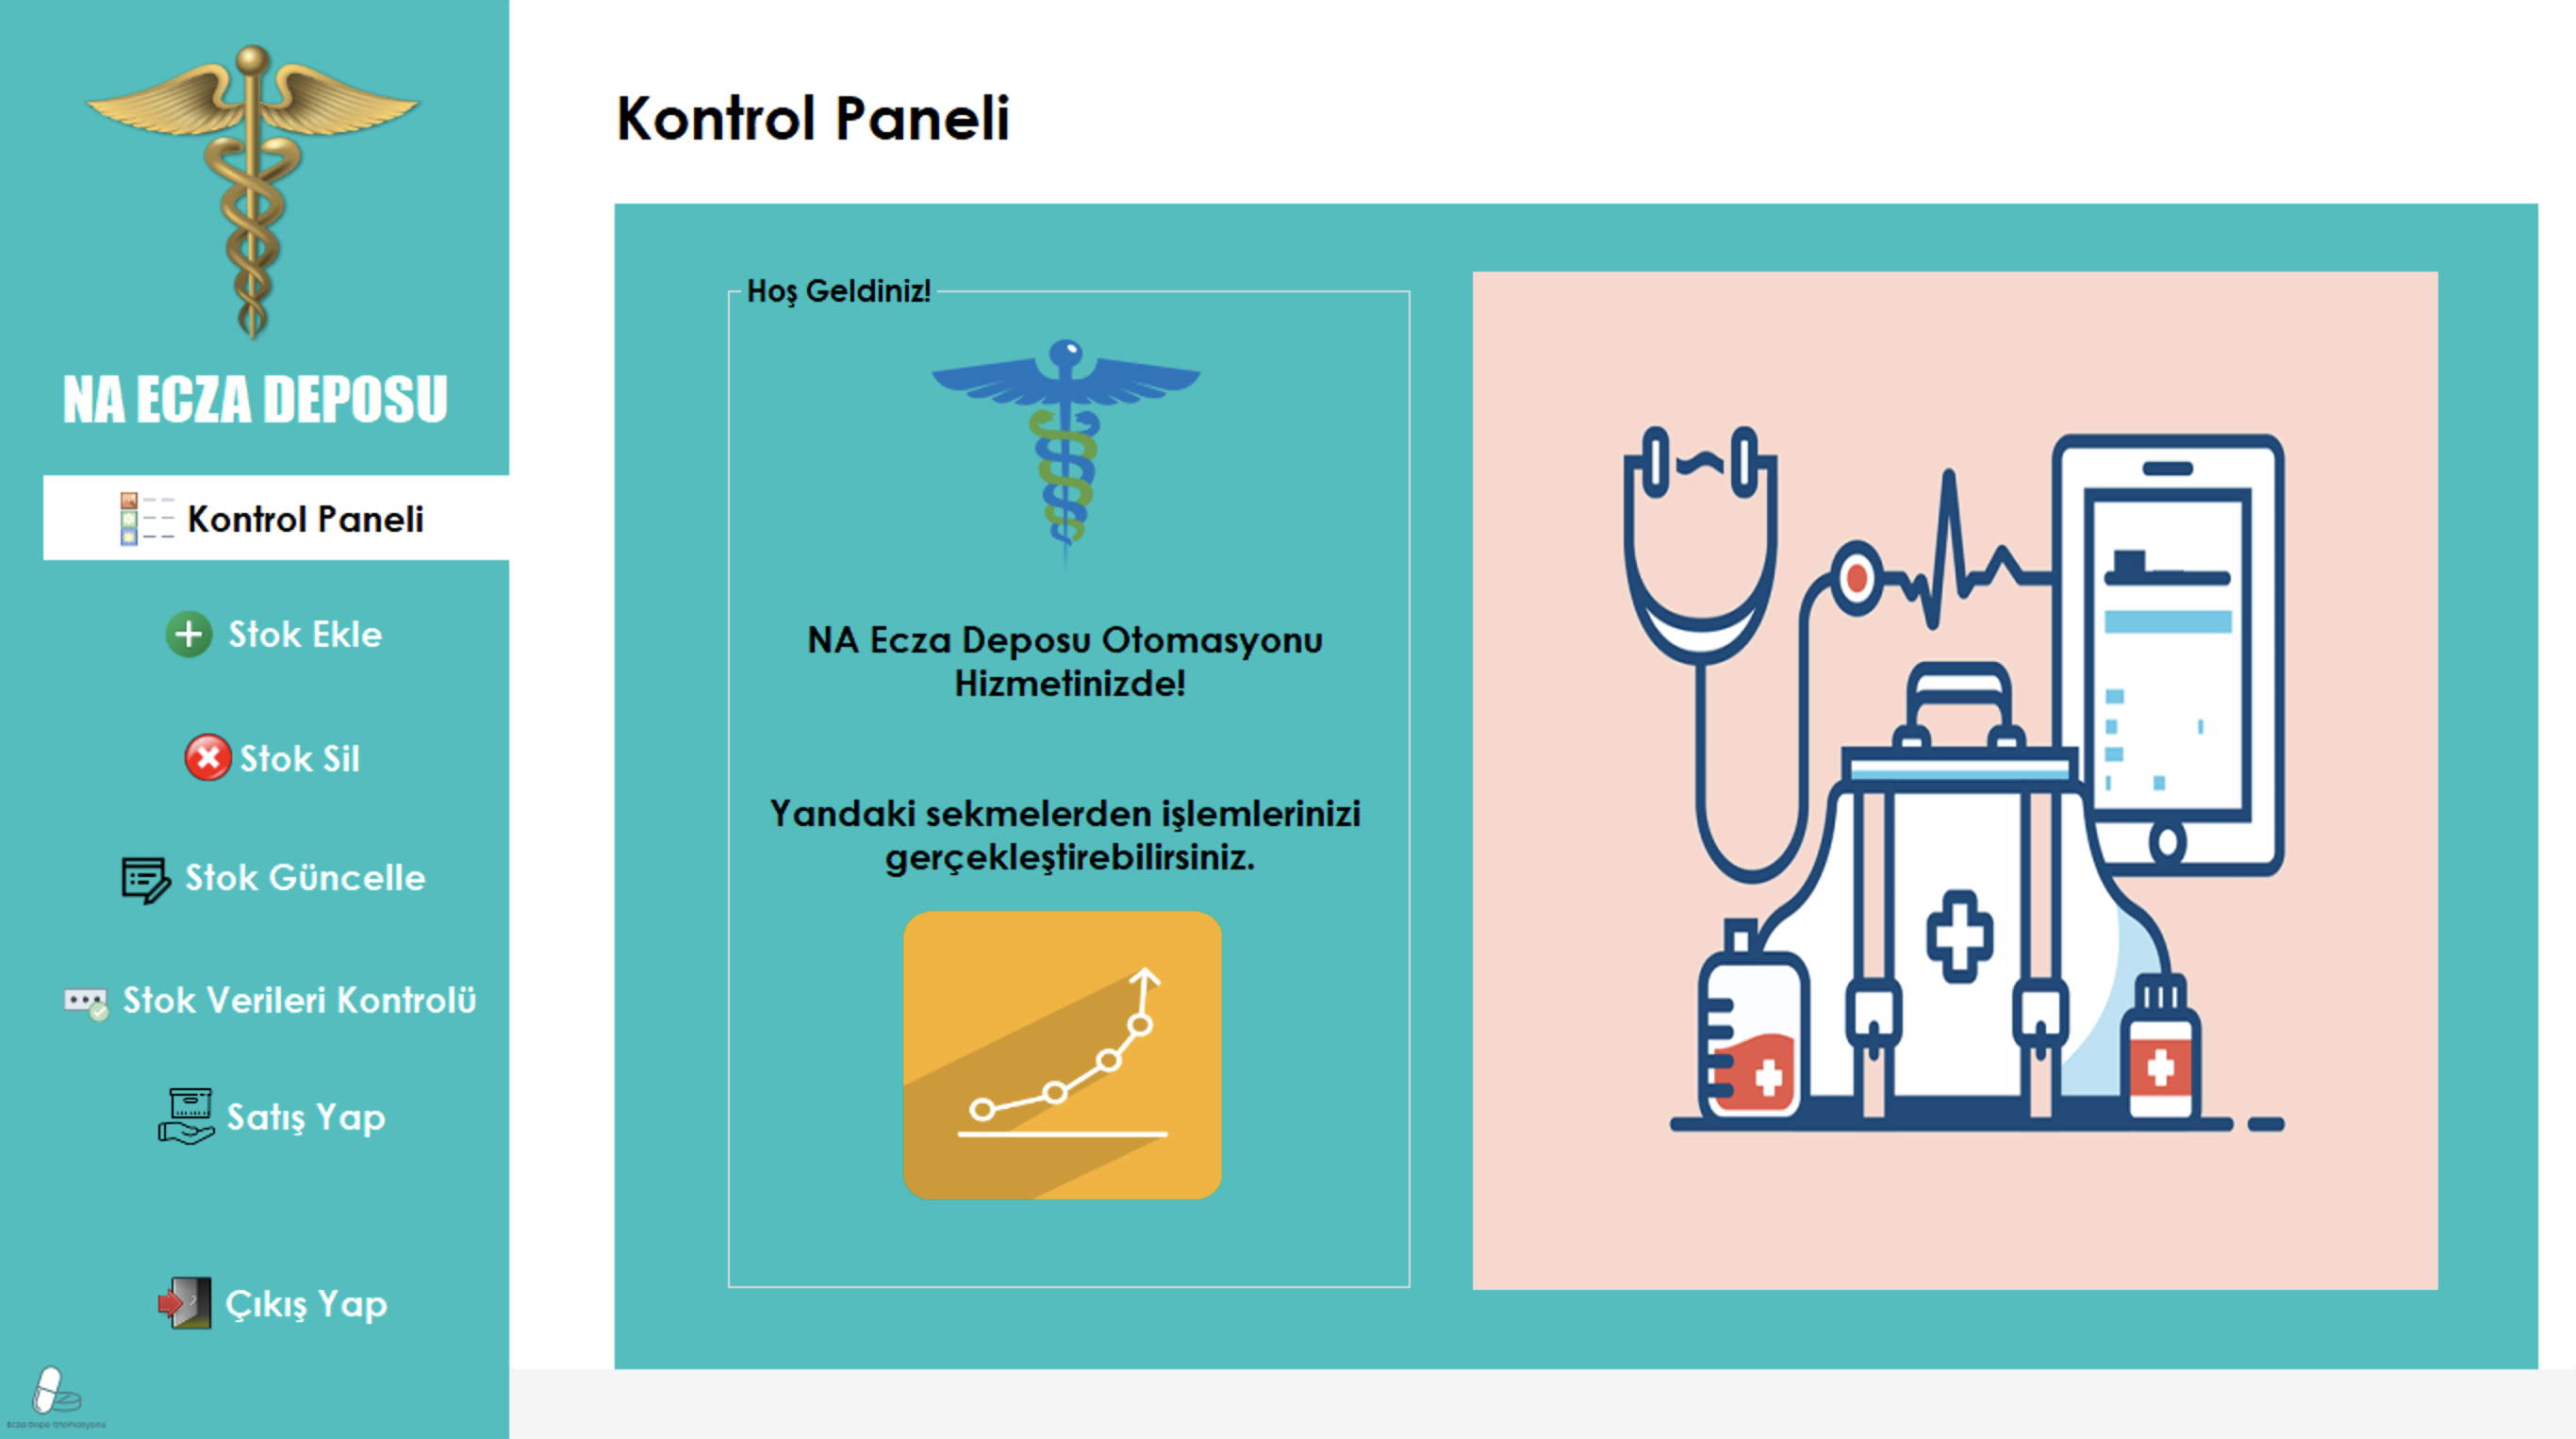 NA ECZA DEPOSU
Kontrol Paneli
Stok Ekle
Stok Sil
Stok Güncelle
Stok Verileri Kontrolü
Satış Yap
Çıkış Yap
Ecza Depo Otomasyonu
Kontrol Paneli
Hoş Geldiniz!
NA Ecza Deposu Otomasyonu
Hizmetinizde!
Yandaki sekmelerden işlemlerinizi
gerçekleştirebilirsiniz.